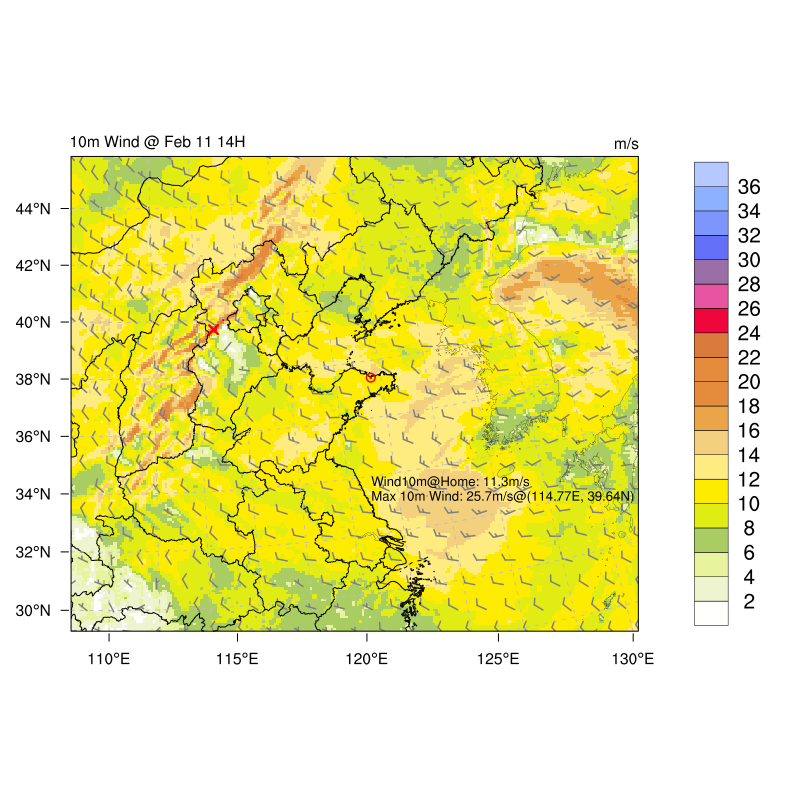 10m Wind @ Feb 11 14H
m/s
44°N
42°N
40°N
38°N
36°N
34°N
32°N
30°N
110°E
115°E
120°E
125°E
130°E
Wind10m@Home: 11.3m/s
Max 10m Wind: 25.7m/s@(114.77E, 39.64N)
36
34
32
30
28
26
24
22
20
18
16
14
12
10
8
6
4
2